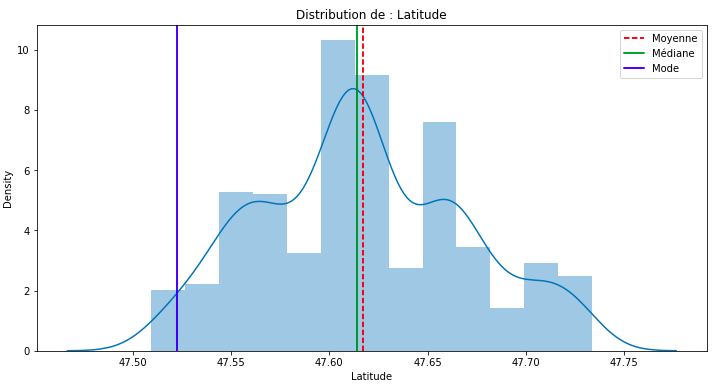 Distribution de : Latitude
Moyenne
Médiane
Mode
10
8
6
4
2
0
Density
47.50 47.55 47.60 47.65 47.70 47.75
Latitude